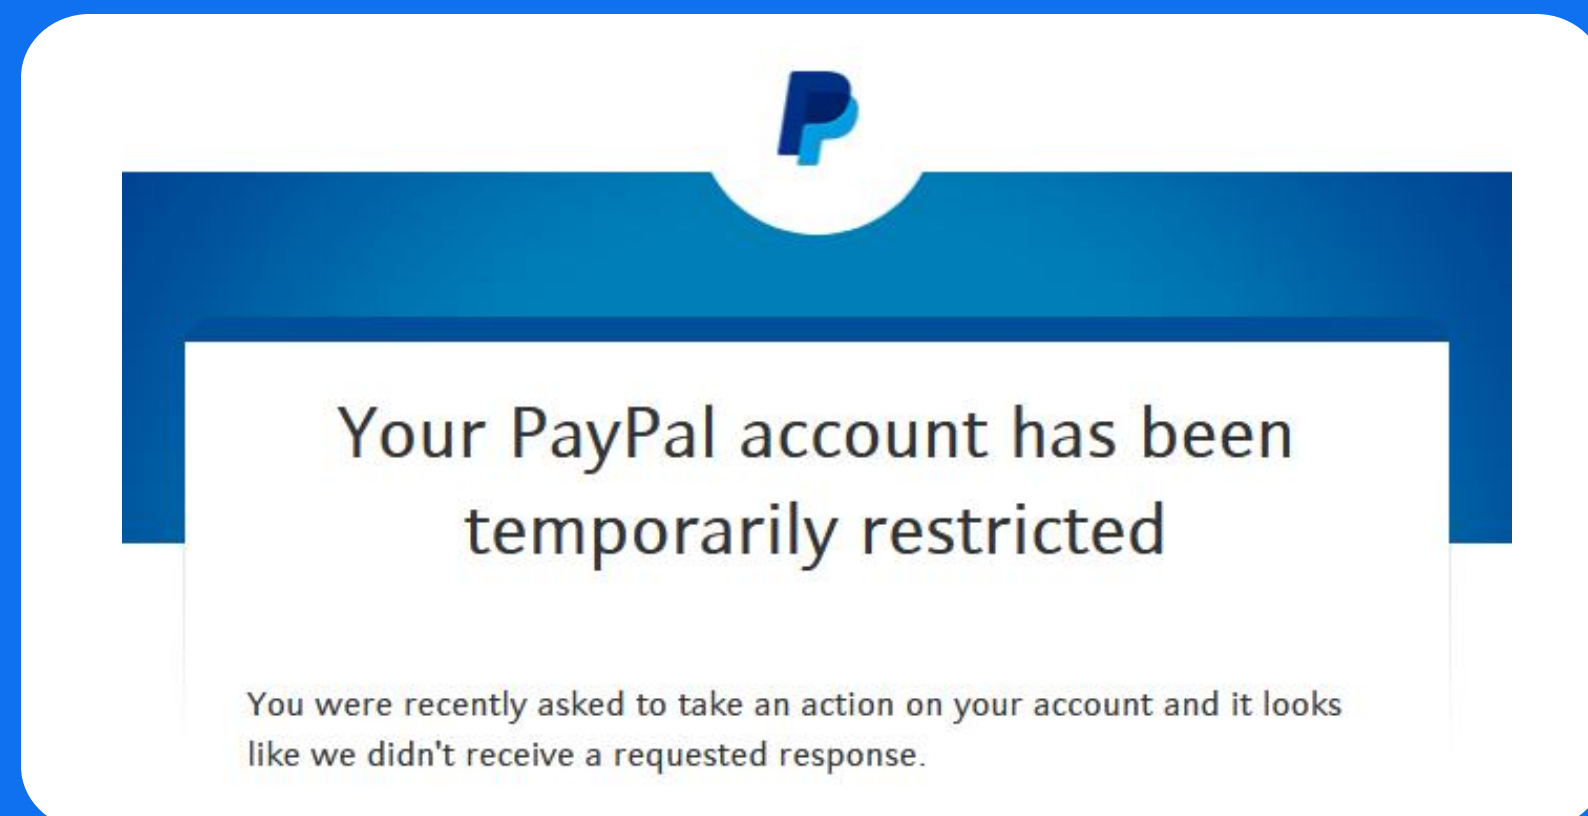 Your PayPal account has been
temporarily restricted
You were recently asked to take an action on your account and it looks
like we didn't receive a requested response.